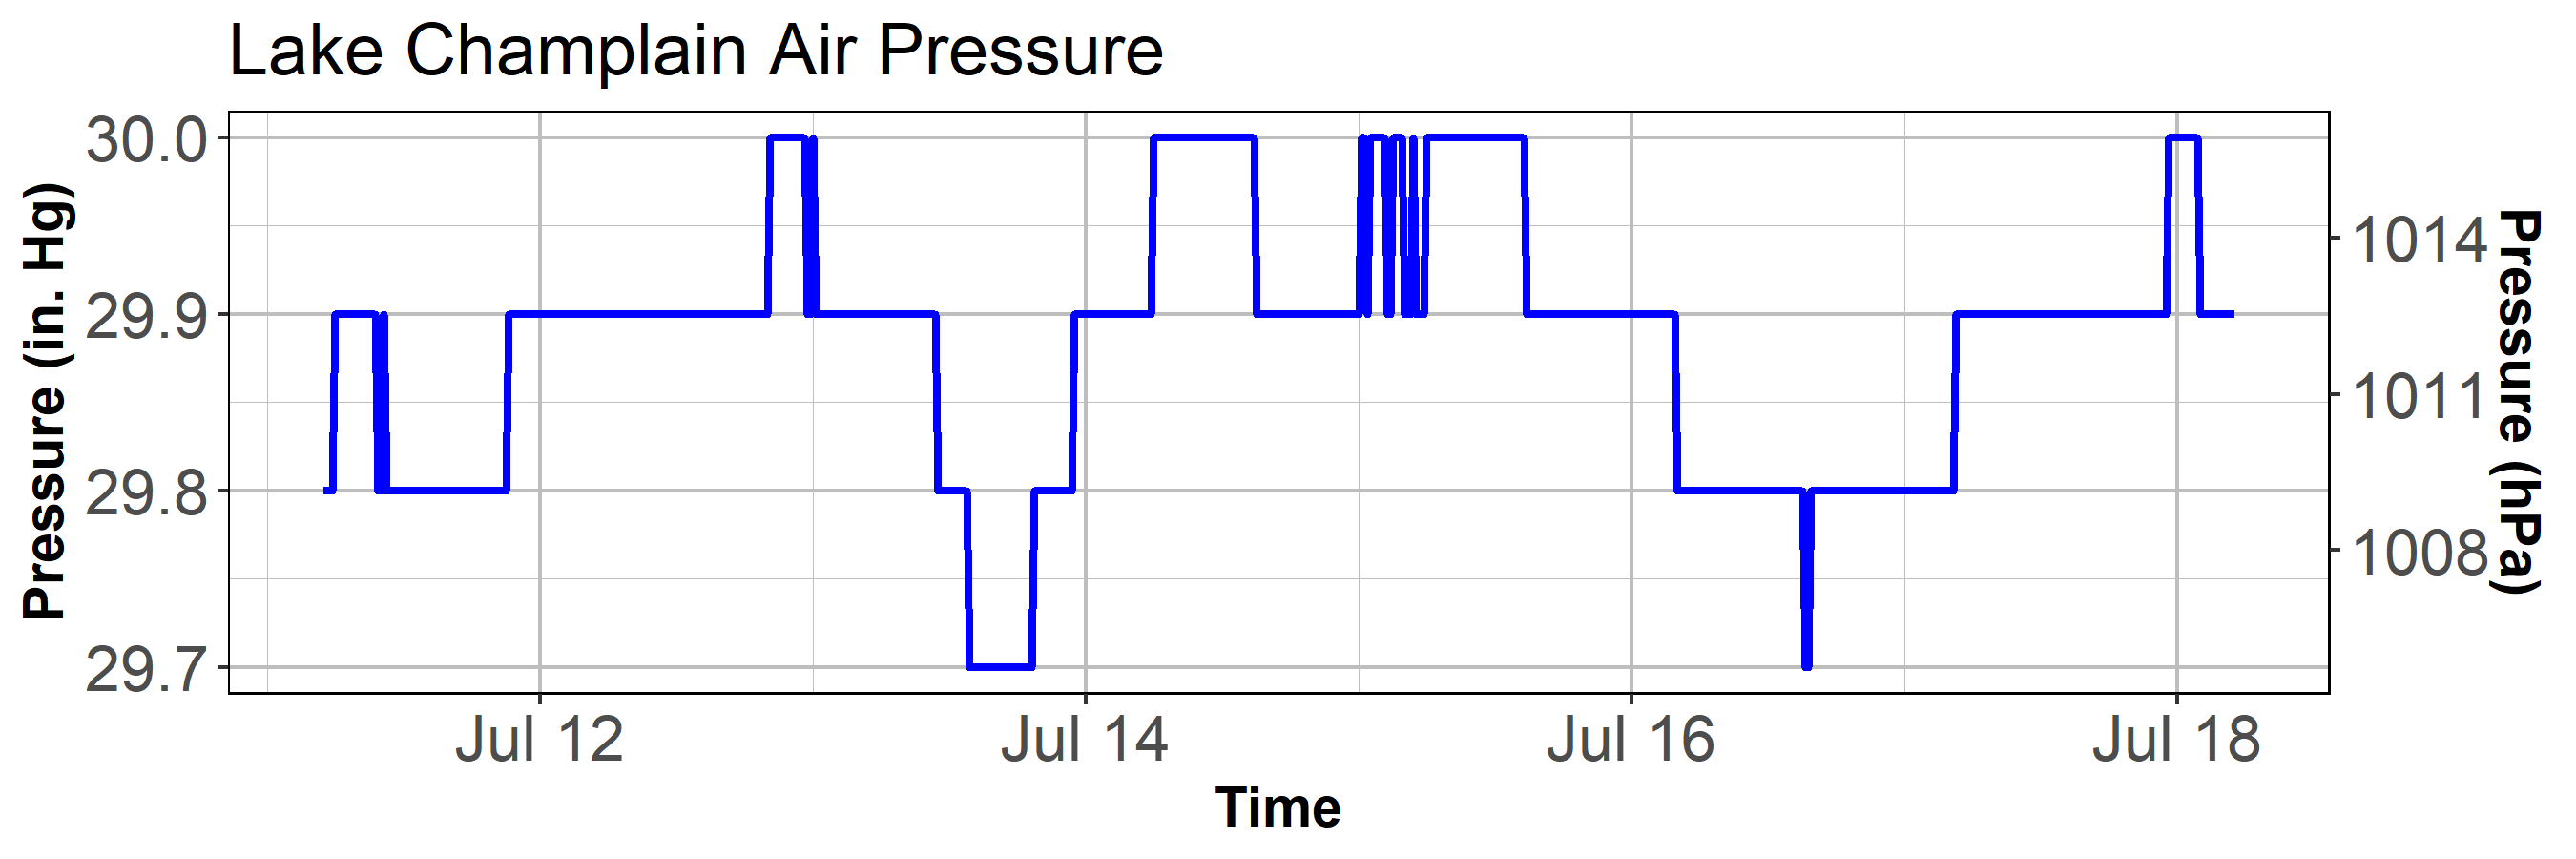 Lake Champlain Air Pressure
Pressure (in. Hg)
30.0
29.9
29.8
29.7
1014
1011
1008
Pressure (hPa)
Jul 12 Jul 14 Jul 16 Jul 18
Time